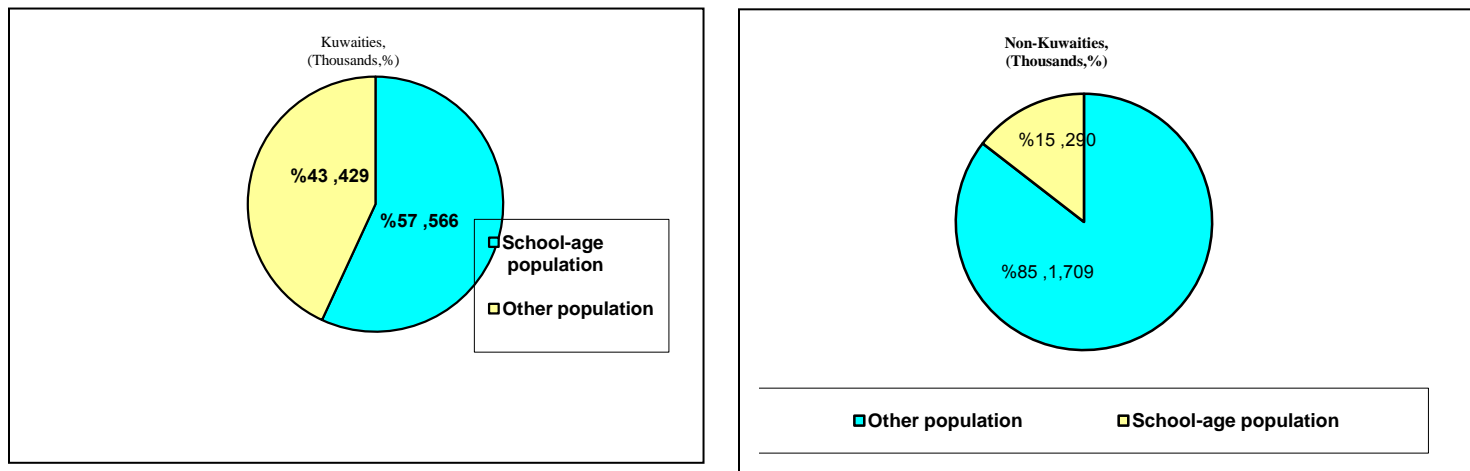 Kuwaities,
(Thousands,%)
%43 ,429
%57 ,566
School-age
population
Other population
Non-Kuwaities,
(Thousands,%)
%15 ,290
%85 ,1,709
Other population
School-age population